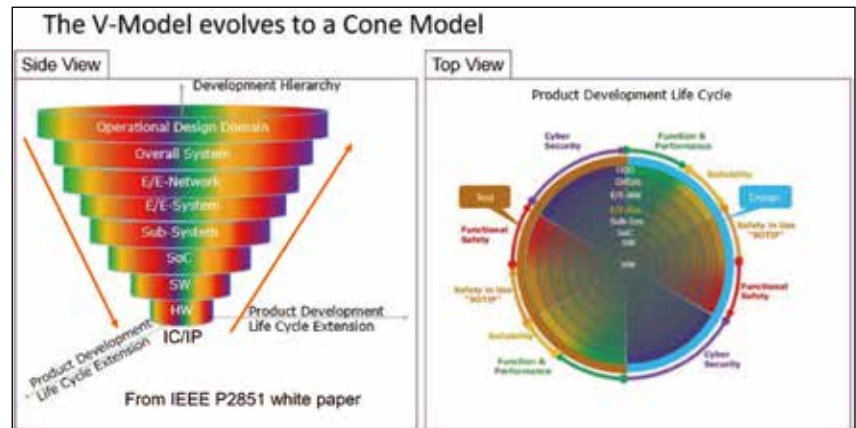 The V-Model evolves to a Cone Model
Side View
Development Hierarchy
Operational Design Domain
Overall System
E/E-Network
E/E-System
Sub-System
SoC
SW
HW
IC/IP
Product Development
Life Cycle Extension
Product Development
Life Cycle Extension
From IEEE P2851 white paper
Top View
Product Development Life Cycle
Cyber
Security
Function &
Performance
Reliability
Test
Design
Functional
Safety
Safety in Use
"SOTIF"
Safety in Use
"SOTIF"
Functional
Safety
Reliability
Function &
Performance
Cyber
Security
SoC
SW
HW